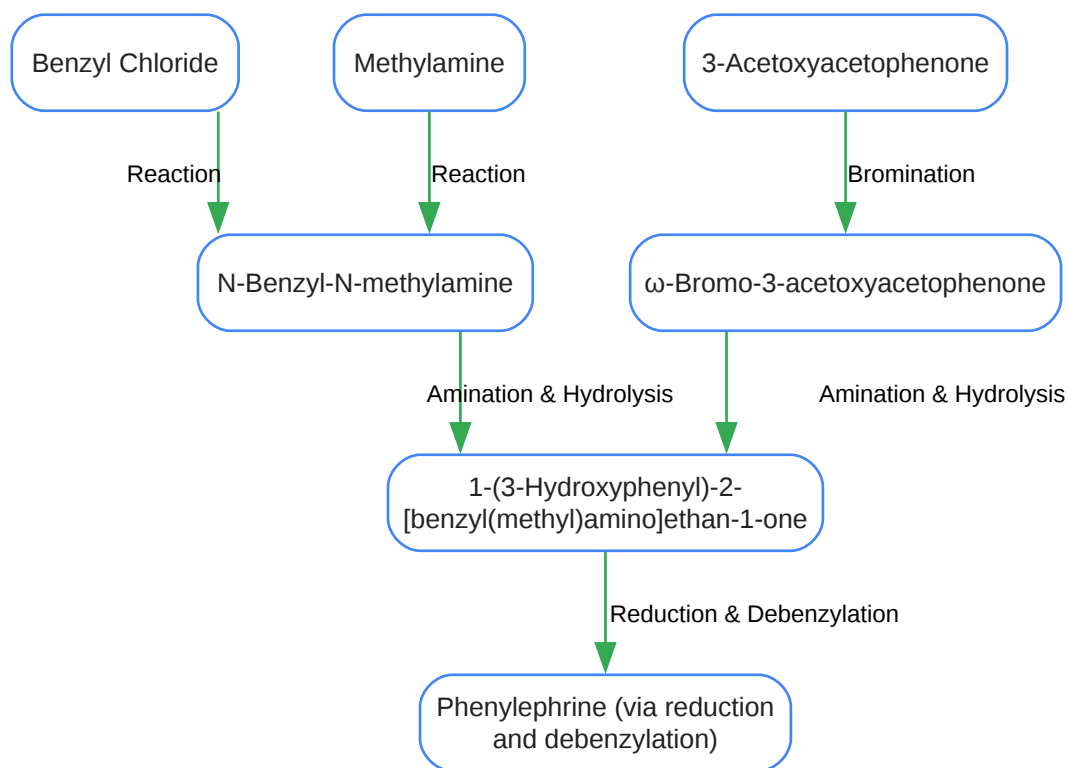 Benzyl Chloride
Methylamine
3-Acetoxyacetophenone
Reaction
Reaction
Bromination
N-Benzyl-N-methylamine
ω-Bromo-3-acetoxyacetophenone
Amination & Hydrolysis
Amination & Hydrolysis
1-(3-Hydroxyphenyl)-2-
[benzyl(methyl)amino]ethan-1-one
Reduction & Debenzylation
Phenylephrine (via reduction
and debenzylation)